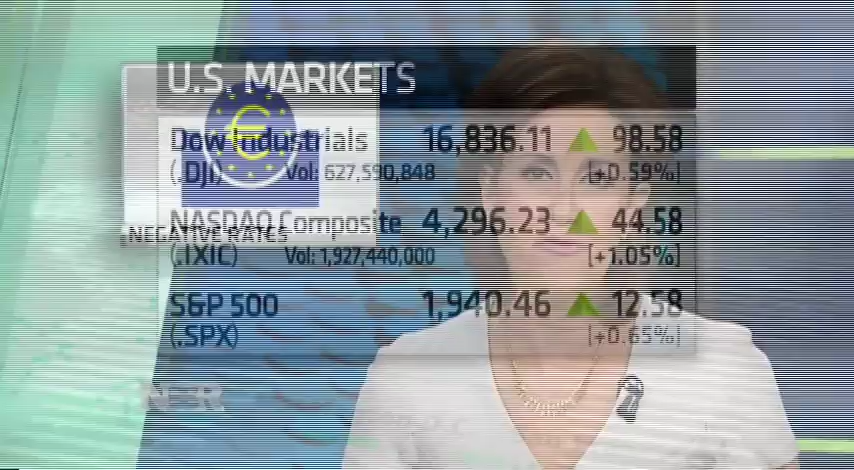 U.S. MARKETS
Dow Industrials 16,836.11 98.58
(.DJI) Vol: 627,590,848 [+0.59%]
NASDAQ Composite 4,296.23 44.58
NEGATIVE RATES
(.IXIC) Vol: 1,927,440,000 [+1.05%]
S&P 500 1,940.46 12.58
(.SPX) [+0.65%]
NBR